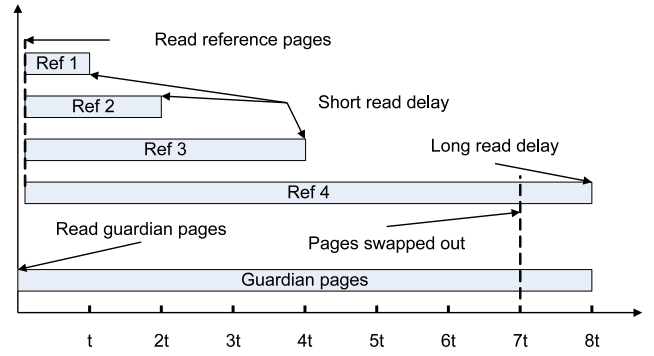 Read reference pages
Ref 1
Ref 2
Short read delay
Ref 3
Long read delay
Ref 4
Read guardian pages
Pages swapped out
Guardian pages
t 2t 3t 4t 5t 6t 7t 8t